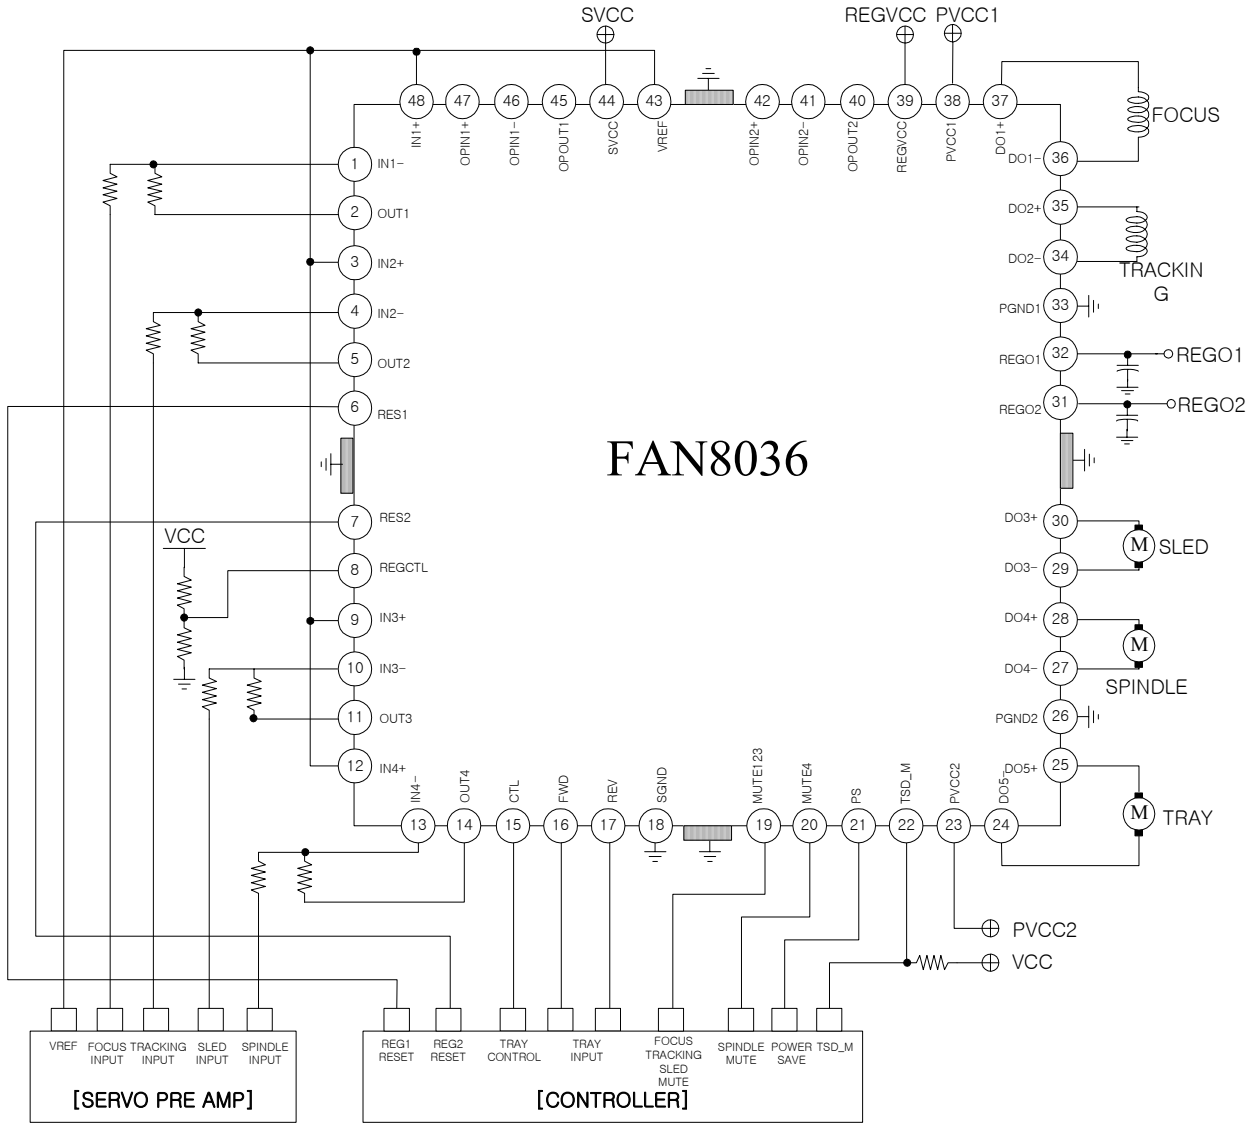 SVCC
REGVCC
PVCC1
48
47
46
45
44
43
42
41
40
39
38
37
IN1+
OPIN1+
OPIN1-
OPOUT1
SVCC
VREF
OPIN2+
OPIN2-
OPOUT2
REGVCC
PVCC1
DO1+
FOCUS
1
IN1-
2
OUT1
3
IN2+
4
IN2-
5
OUT2
6
RES1
7
RES2
8
REGCTL
9
IN3+
10
IN3-
11
OUT3
12
IN4+
VCC
FAN8036
DO1-
36
DO2+
35
DO2-
34
TRACKIN
G
PGND1
33
REGO1
32
REGO1
REGO2
31
REGO2
DO3+
30
M
SLED
DO3-
29
DO4+
28
M
DO4-
27
SPINDLE
PGND2
26
DO5+
25
M
TRAY
IN4-
OUT4
CTL
FWD
REV
SGND
MUTE123
MUTE4
PS
TSD_M
PVCC2
DO5-
13
14
15
16
17
18
19
20
21
22
23
24
PVCC2
VCC
VREF
FOCUS
INPUT
TRACKING
INPUT
SLED
INPUT
SPINDLE
INPUT
[SERVO PRE AMP]
REG1
RESET
REG2
RESET
TRAY
CONTROL
TRAY
INPUT
FOCUS
TRACKING
SLED
MUTE
SPINDLE
MUTE
POWER
SAVE
TSD_M
[CONTROLLER]